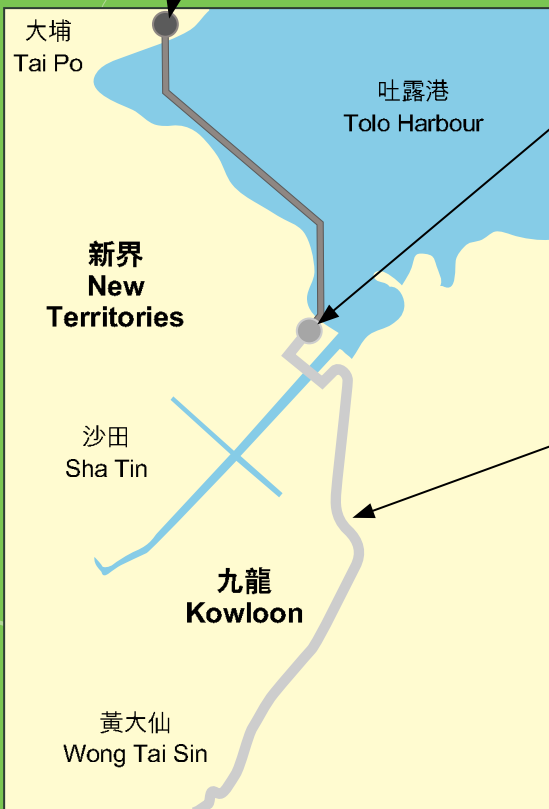 大埔
Tai Po
吐露港
Tolo Harbour
新界
New
Territories
沙田
Sha Tin
九龍
Kowloon
黃大仙
Wong Tai Sin